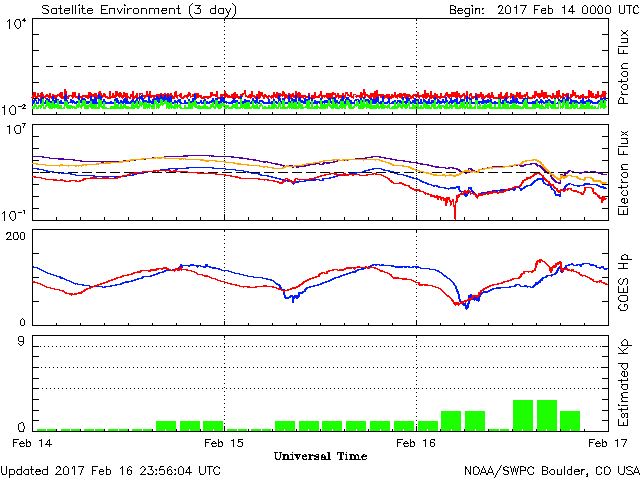 Satellite Environment (3 day) Begin: 2017 Feb 14 0000 UTC
10⁴
10⁻²
Proton Flux
10⁷
10⁻¹
Electron Flux
200
0
GOES Hp
9
0
Estimated Kp
Feb 14 Feb 15 Feb 16 Feb 17
Universal Time
Updated 2017 Feb 16 23:56:04 UTC NOAA/SWPC Boulder, CO USA